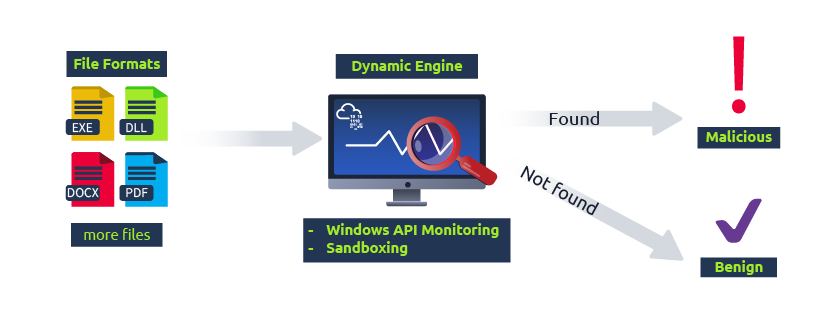 File Formats
EXE
DLL
DOCX
PDF
more files
Dynamic Engine
- Windows API Monitoring
- Sandboxing
Found
Not found
Malicious
Benign